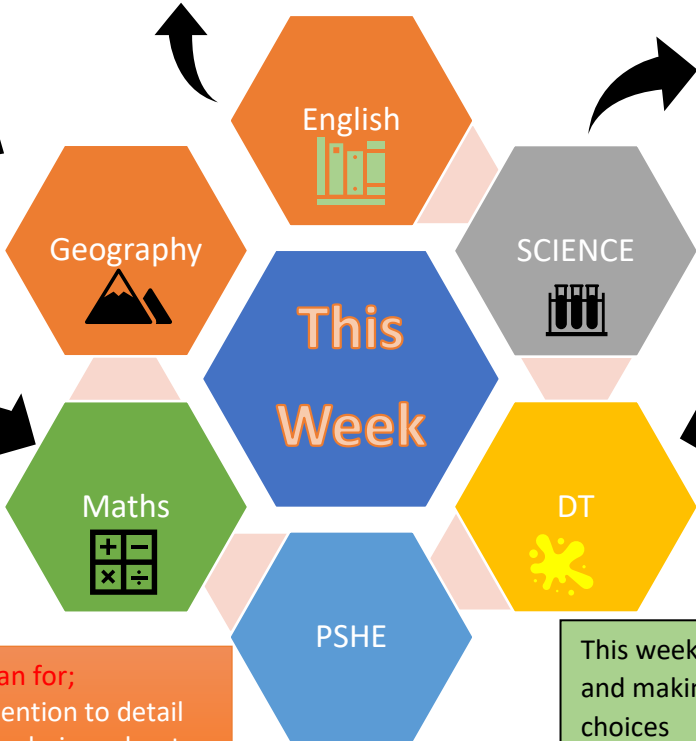 English
Geography
SCIENCE
This
Week
Maths
DT
PSHE
an for;
ention to detail
This week
and makin
choices